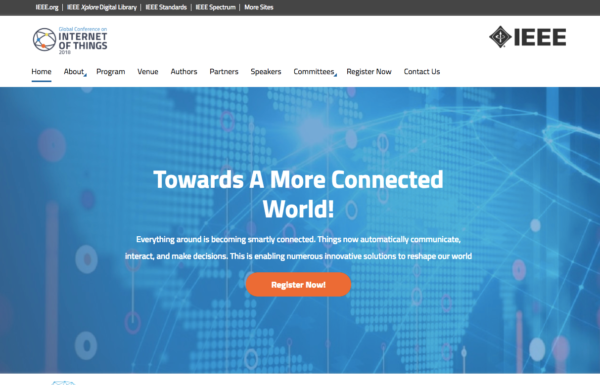 IEEE.org | IEEE Xplore Digital Library | IEEE Standards | IEEE Spectrum | More Sites
Global Conference on
INTERNET
OF THINGS
2019
IEEE
Home About Program Venue Authors Partners Speakers Committees Register Now Contact Us
Towards A More Connected
World!
Everything around is becoming smartly connected. Things now automatically communicate,
interact, and make decisions. This is enabling numerous innovative solutions to reshape our world
Register Now!